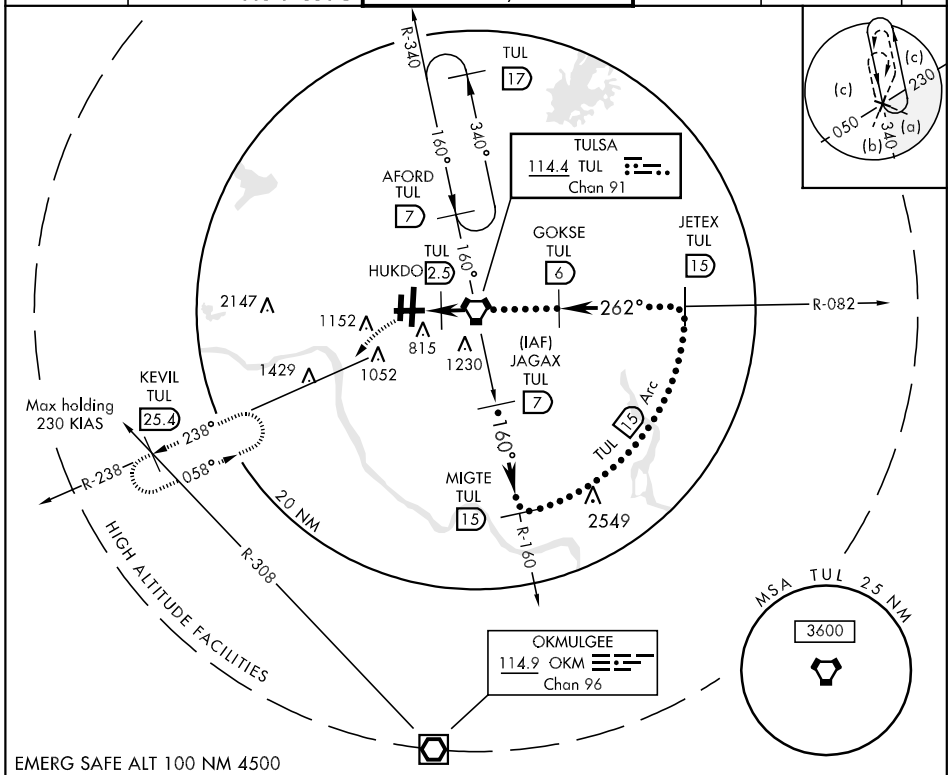 R-340
TUL
17
160°
340°
AFORD
TUL
7
160°
TULSA
114.4 TUL
Chan 91
(c)
(c)
230
050
340
(a)
(b)
JETEX
TUL
15
GOKSE
TUL
6
TUL
HUKDO 2.5
262°
R-082
2147
1152
815
1230
1429
1052
(IAF)
JAGAX
TUL
7
KEVIL
TUL
25.4
Max holding
230 KIAS
238°
058°
R-238
160°
TUL 15 Arc
MIGTE
TUL
15
2549
20 NM
R-160
R-308
HIGH ALTITUDE FACILITIES
MSA TUL 25 NM
3600
OKMULGEE
114.9 OKM
Chan 96
EMERG SAFE ALT 100 NM 4500